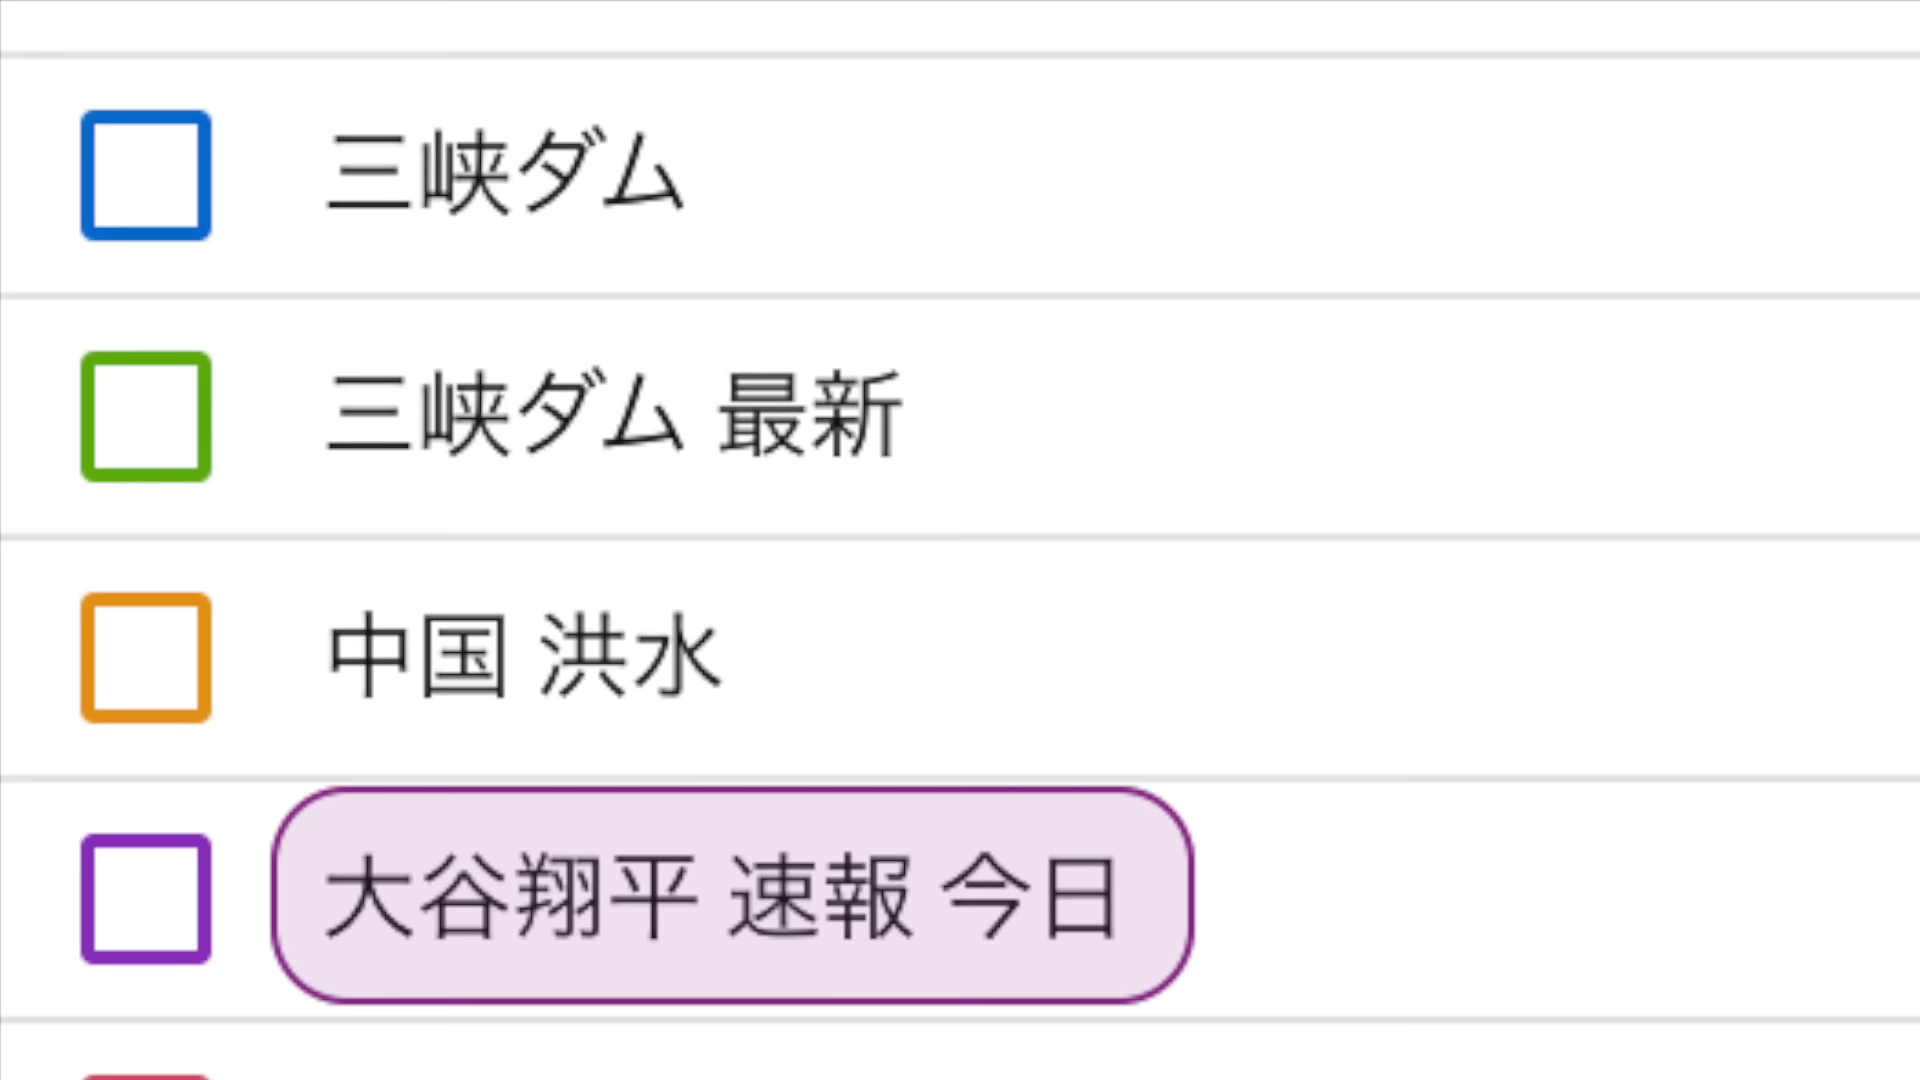 三峡ダム
三峡ダム 最新
中国 洪水
大谷翔平 速報 今日